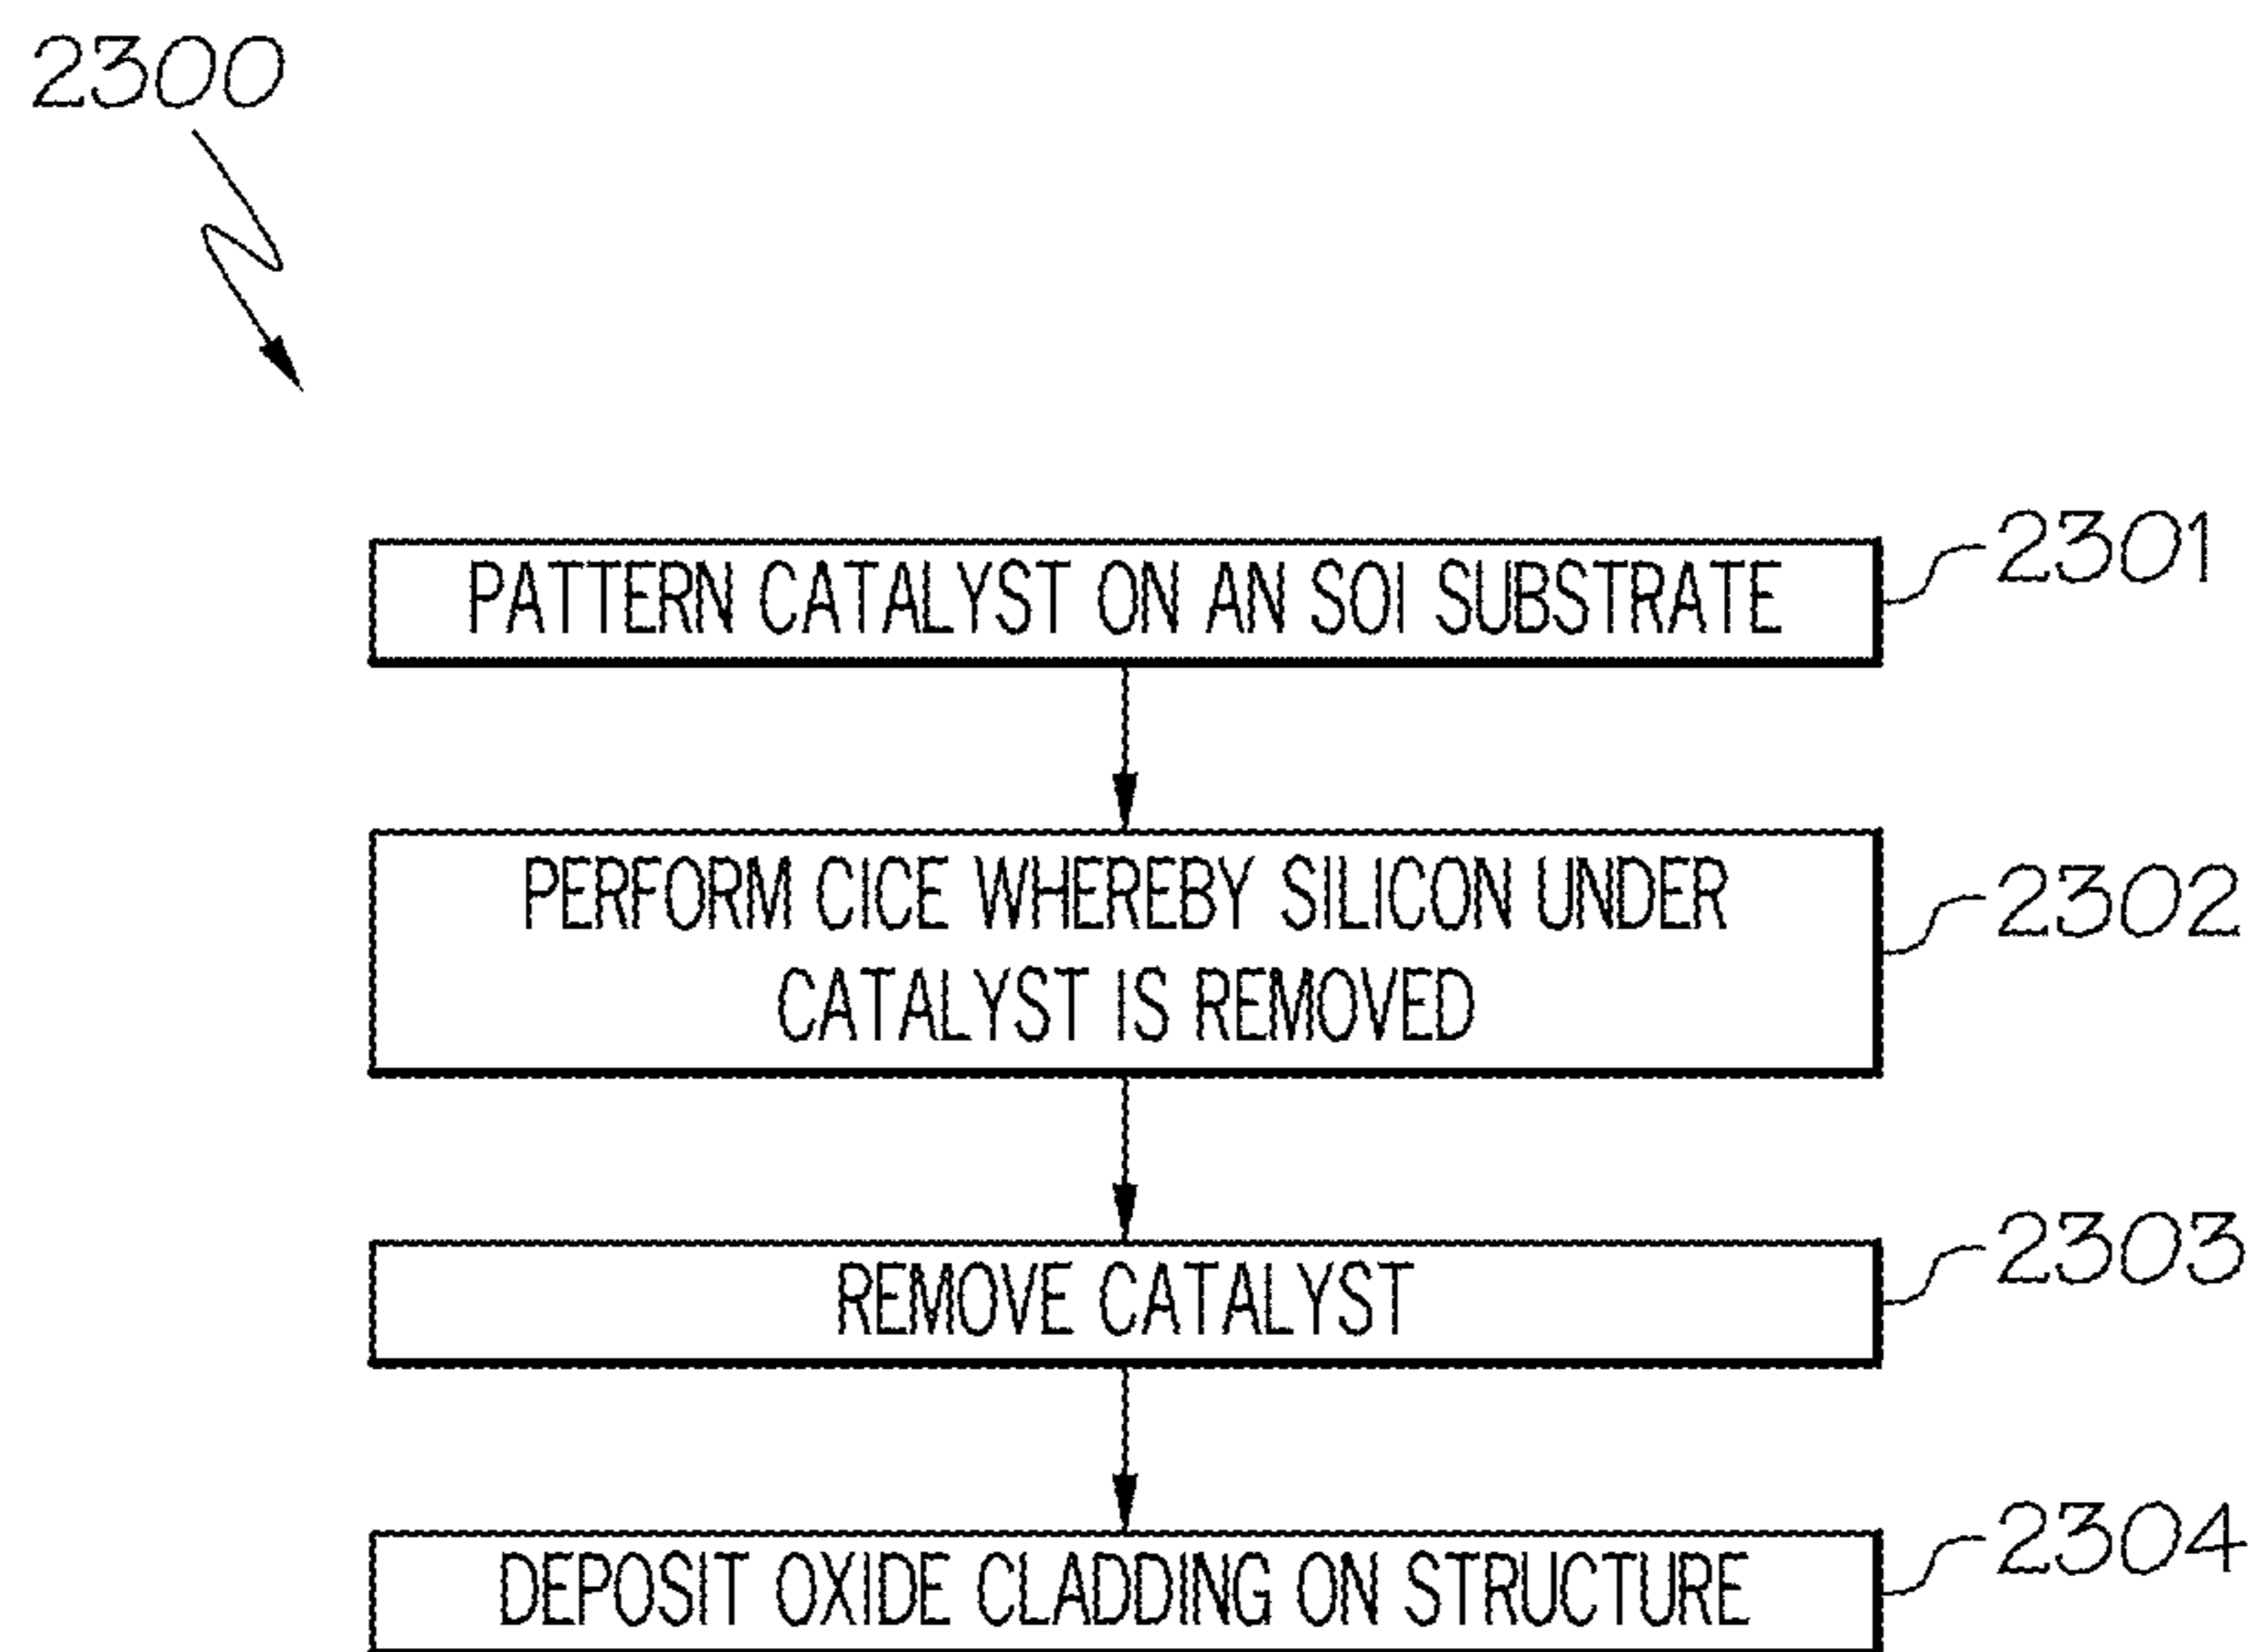 2300
PATTERN CATALYST ON AN SOI SUBSTRATE
2301
PERFORM CICE WHEREBY SILICON UNDER
CATALYST IS REMOVED
2302
REMOVE CATALYST
2303
DEPOSIT OXIDE CLADDING ON STRUCTURE
2304